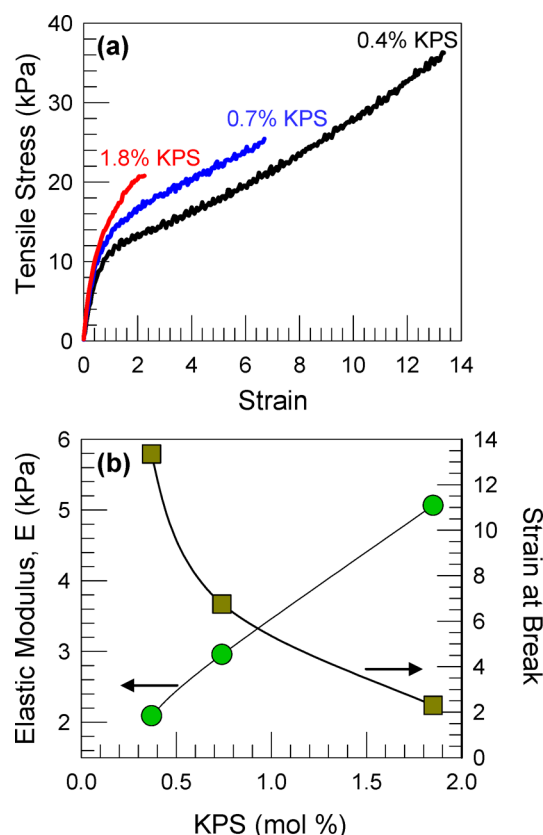 (a)
0.4% KPS
0.7% KPS
1.8% KPS
Tensile Stress (kPa)
40
30
20
10
0
0 2 4 6 8 10 12 14
Strain
(b)
Elastic Modulus, E (kPa)
6
5
4
3
2
14
12
10
8
6
4
2
0
Strain at Break
0.0 0.5 1.0 1.5 2.0
KPS (mol %)